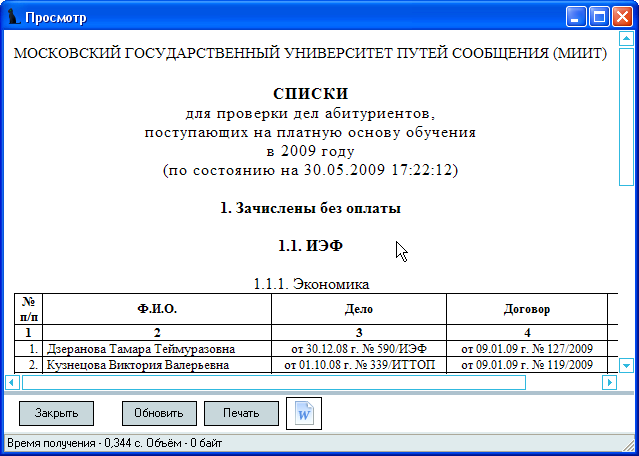 Просмотр
МОСКОВСКИЙ ГОСУДАРСТВЕННЫЙ УНИВЕРСИТЕТ ПУТЕЙ СООБЩЕНИЯ (МИИТ)
СПИСКИ
для проверки дел абитуриентов,
поступающих на платную основу обучения
в 2009 году
(по состоянию на 30.05.2009 17:22:12)
1. Зачислены без оплаты
1.1. ИЭФ
1.1.1. Экономика
№ п/п Ф.И.О. Дело Договор
1 2 3 4
1. Дзеранова Тамара Теймуразовна от 30.12.08 г. № 590/ИЭФ от 09.01.09 г. № 127/2009
2. Кузнецова Виктория Валерьевна от 01.10.08 г. № 339/ИТТОП от 09.01.09 г. № 119/2009
Закрыть Обновить Печать W
Время получения - 0,344 с. Объём - 0 байт